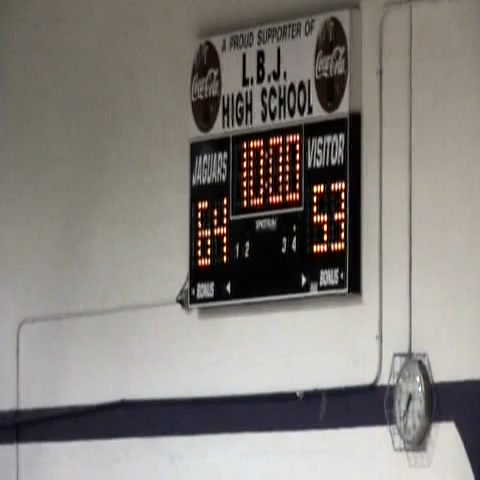 A PROUD SUPPORTER OF
Coca-Cola L.B.J. Coca-Cola
HIGH SCHOOL
JAGUARS 10:00 VISITOR
64 53
SPECTRUM
1 2 3 4
BONUS BONUS